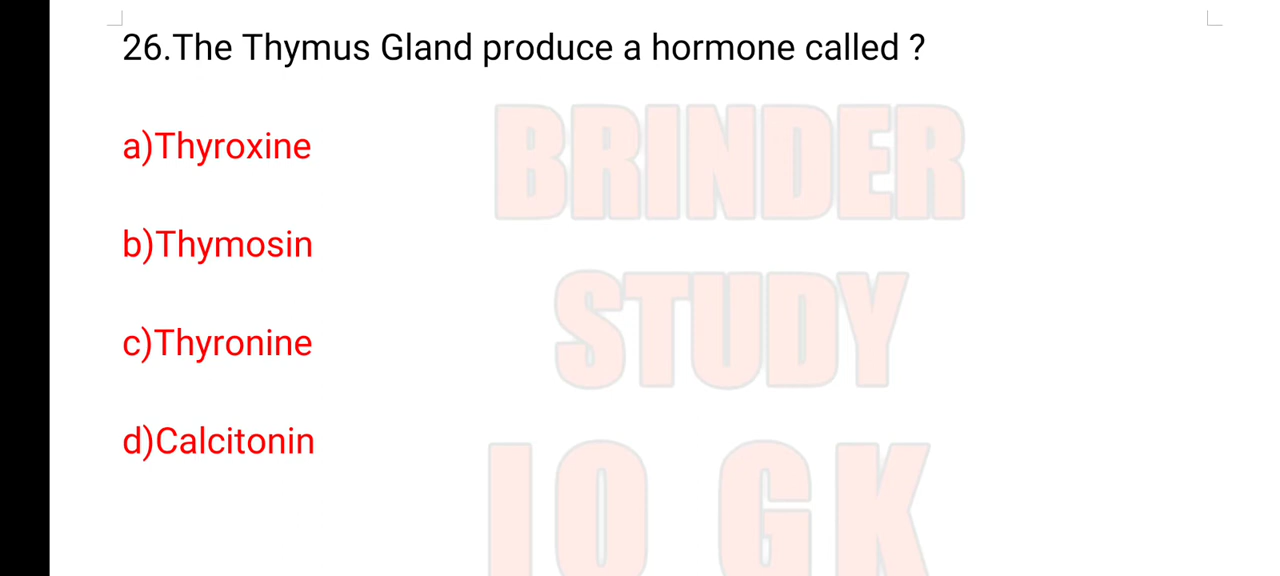 26.The Thymus Gland produce a hormone called ?
a)Thyroxine
b)Thymosin
c)Thyronine
d)Calcitonin
BRINDER
STUDY
IQ GK